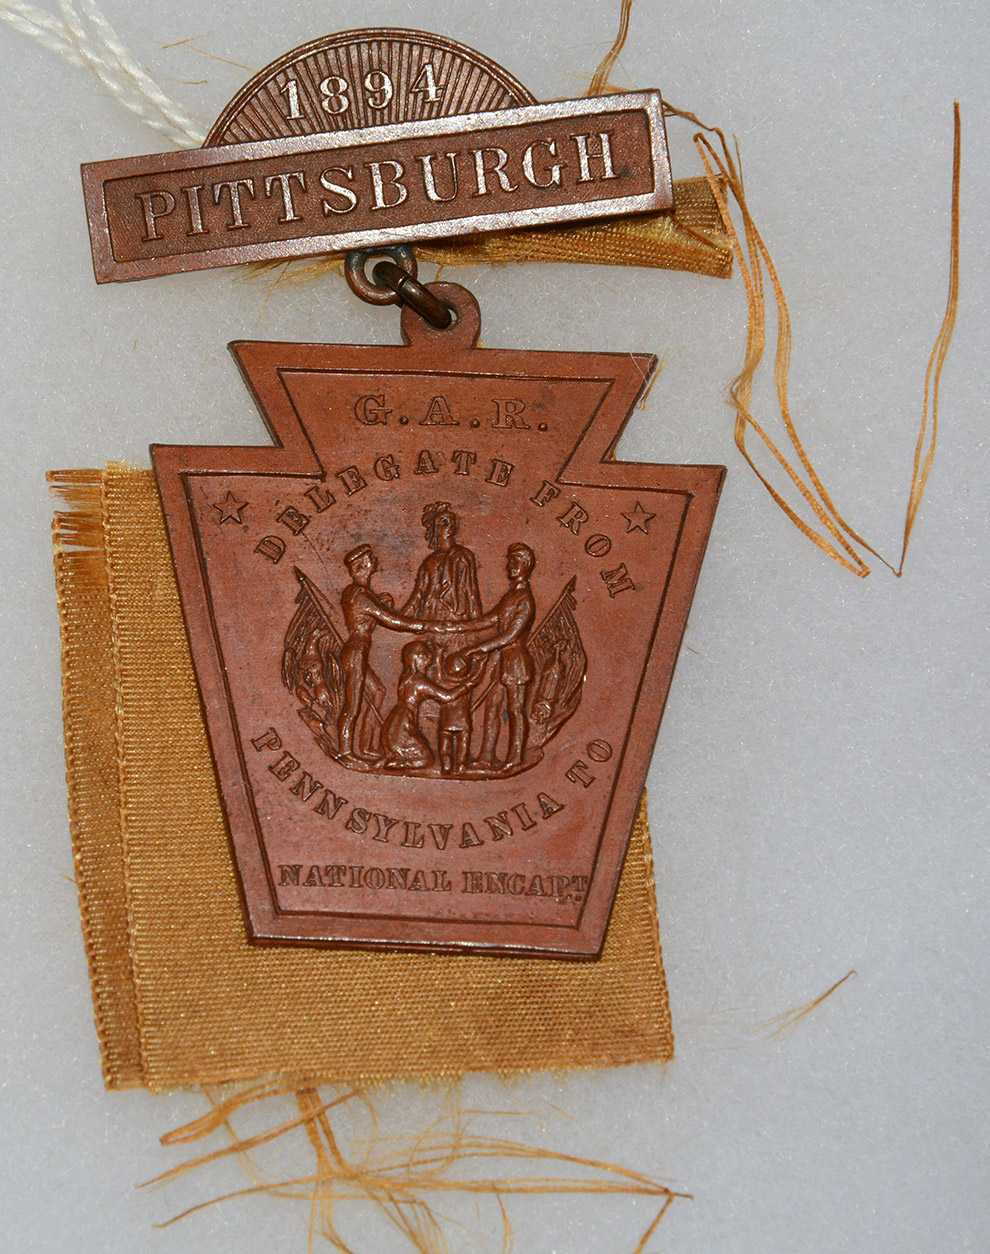 1894
PITTSBURGH
G.A.R.
DELEGATE FROM
PENNSYLVANIA TO
NATIONAL ENCAPT